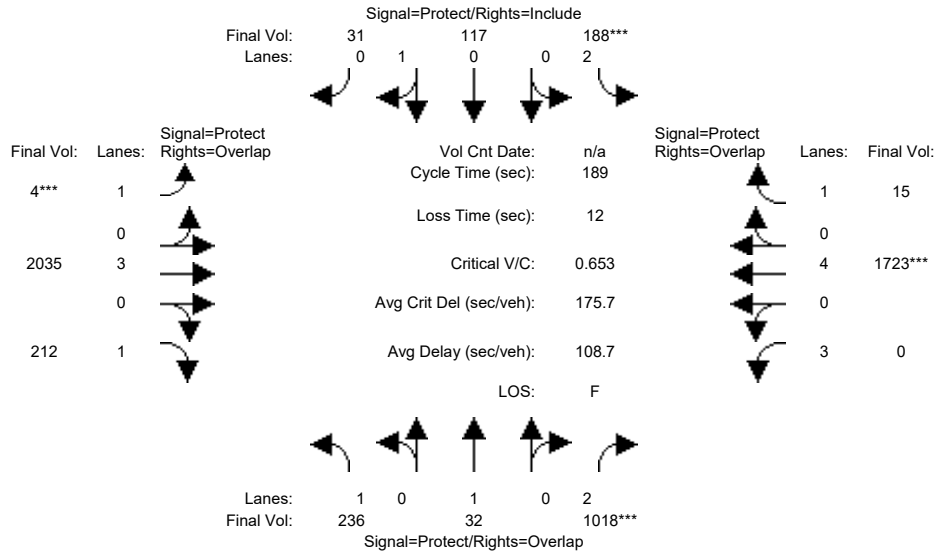 Signal=Protect/Rights=Include
Final Vol: 31 117 188***
Lanes: 0 1 0 0 2
Signal=Protect
Final Vol: Lanes: Rights=Overlap
Vol Cnt Date: n/a
Signal=Protect
Rights=Overlap Lanes: Final Vol:
Cycle Time (sec): 189
4*** 1
1 15
Loss Time (sec): 12
0
0
2035 3
Critical V/C: 0.653
4 1723***
0
Avg Crit Del (sec/veh): 175.7
0
212 1
Avg Delay (sec/veh): 108.7
3 0
LOS: F
Lanes: 1 0 1 0 2
Final Vol: 236 32 1018***
Signal=Protect/Rights=Overlap